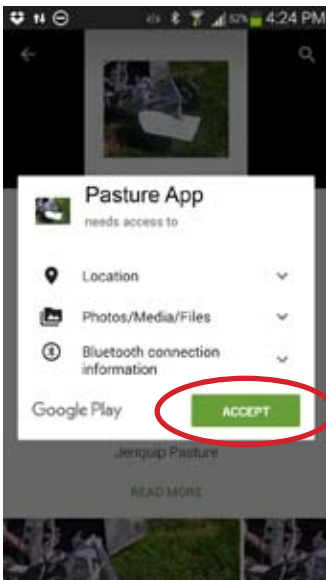 52% 4:24 PM
Pasture App
needs access to
Location
Photos/Media/Files
Bluetooth connection
information
Google Play
ACCEPT
Jenquip Pasture
READ MORE